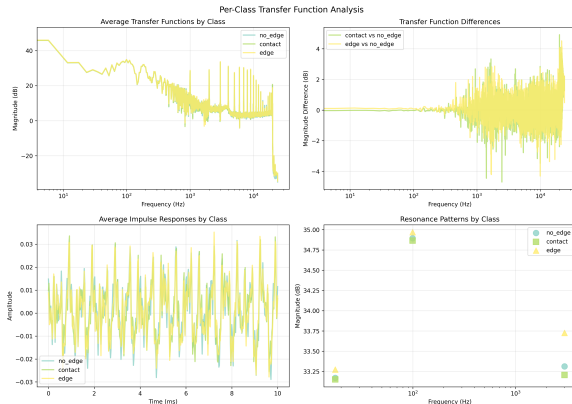 Per-Class Transfer Function Analysis
Average Transfer Functions by Class
Magnitude (dB)
40
20
0
−20
10¹
10²
10³
10⁴
Frequency (Hz)
no_edge
contact
edge
Transfer Function Differences
Magnitude Difference (dB)
4
2
0
−2
−4
10¹
10²
10³
10⁴
Frequency (Hz)
contact vs no_edge
edge vs no_edge
Average Impulse Responses by Class
Amplitude
0.03
0.02
0.01
0.00
−0.01
−0.02
−0.03
0
2
4
6
8
10
Time (ms)
no_edge
contact
edge
Resonance Patterns by Class
Magnitude (dB)
35.00
34.75
34.50
34.25
34.00
33.75
33.50
33.25
10²
10³
Frequency (Hz)
no_edge
contact
edge